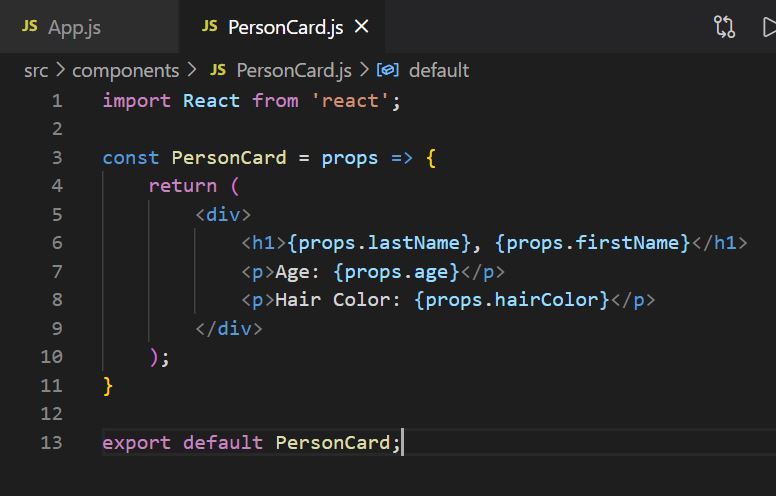 JS App.js JS PersonCard.js ×
src > components > JS PersonCard.js > default
1 import React from 'react';
2
3 const PersonCard = props => {
4     return (
5         <div>
6             <h1>{props.lastName}, {props.firstName}</h1>
7             <p>Age: {props.age}</p>
8             <p>Hair Color: {props.hairColor}</p>
9         </div>
10     );
11 }
12
13 export default PersonCard;